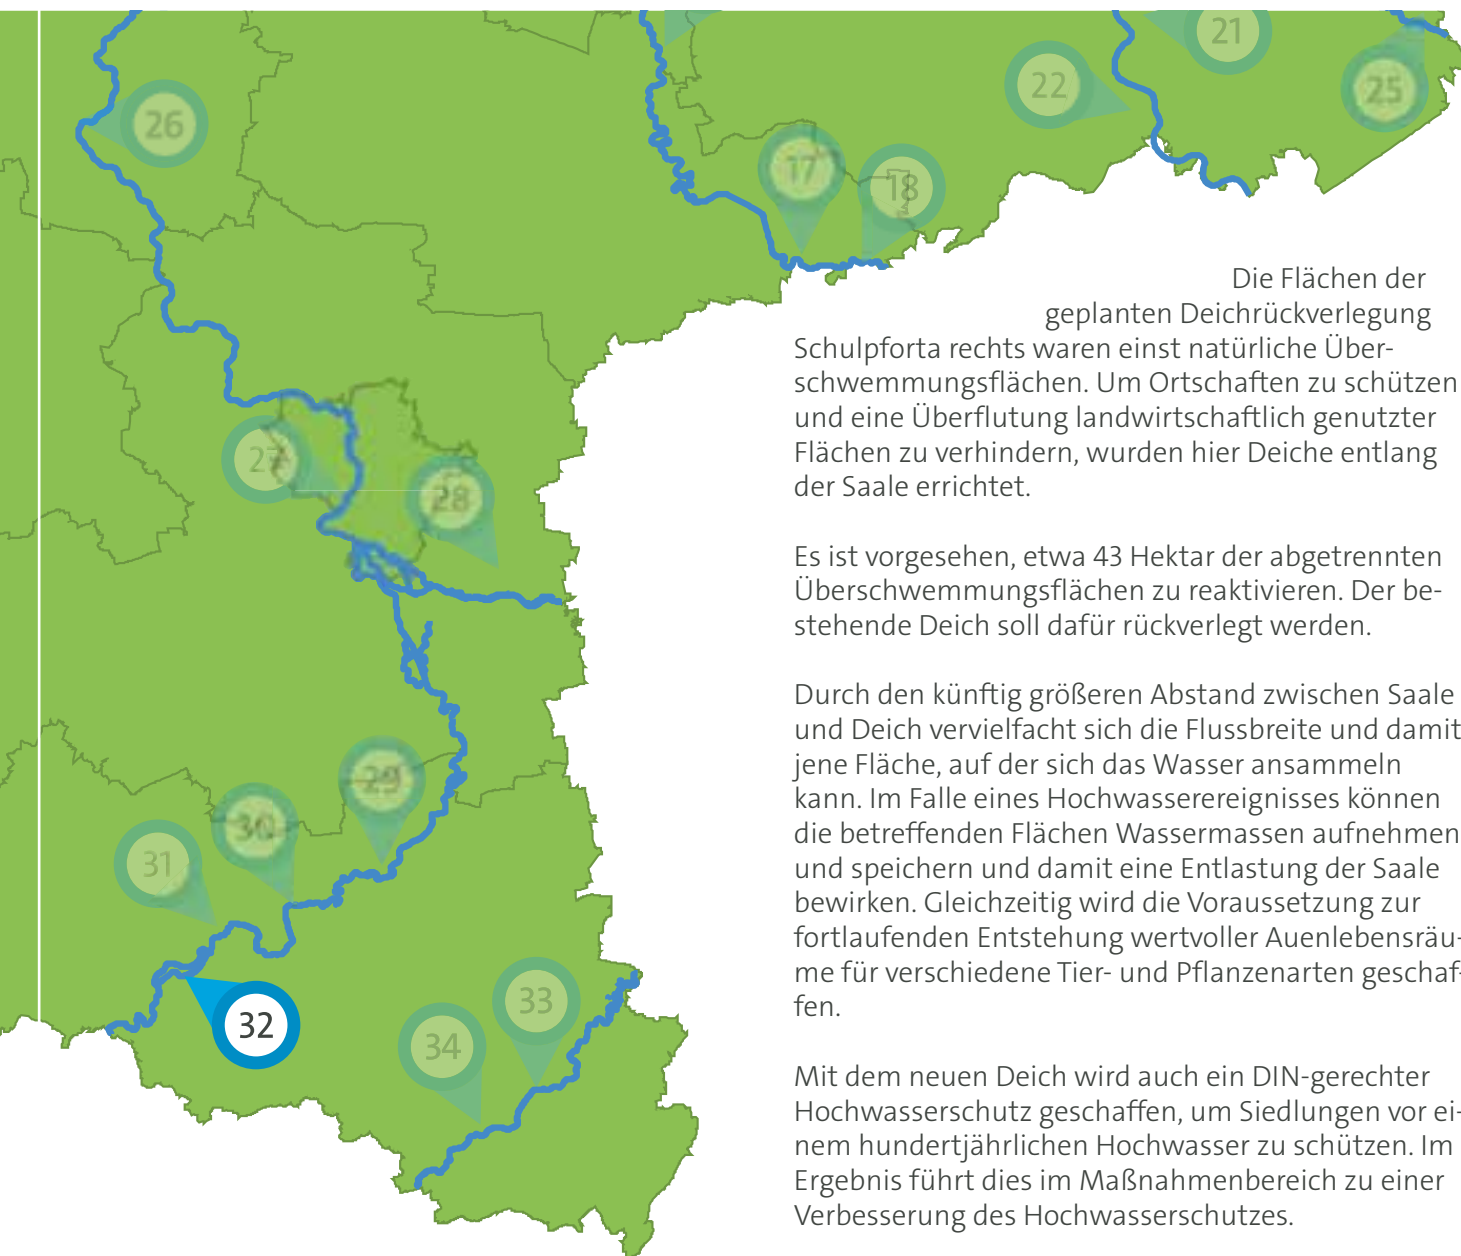 21
22
25
26
17
18
27
28
29
30
31
32
33
34
Die Flächen der
geplanten Deichrückverlegung
Schulpforta rechts waren einst natürliche Über-
schwemmungsflächen. Um Ortschaften zu schützen
und eine Überflutung landwirtschaftlich genutzter
Flächen zu verhindern, wurden hier Deiche entlang
der Saale errichtet.
Es ist vorgesehen, etwa 43 Hektar der abgetrennten
Überschwemmungsflächen zu reaktivieren. Der be-
stehende Deich soll dafür rückverlegt werden.
Durch den künftig größeren Abstand zwischen Saale
und Deich vervielfacht sich die Flussbreite und damit
jene Fläche, auf der sich das Wasser ansammeln
kann. Im Falle eines Hochwasserereignisses können
die betreffenden Flächen Wassermassen aufnehmen
und speichern und damit eine Entlastung der Saale
bewirken. Gleichzeitig wird die Voraussetzung zur
fortlaufenden Entstehung wertvoller Auenlebensräu-
me für verschiedene Tier- und Pflanzenarten geschaf-
fen.
Mit dem neuen Deich wird auch ein DIN-gerechter
Hochwasserschutz geschaffen, um Siedlungen vor ei-
nem hundertjährlichen Hochwasser zu schützen. Im
Ergebnis führt dies im Maßnahmenbereich zu einer
Verbesserung des Hochwasserschutzes.